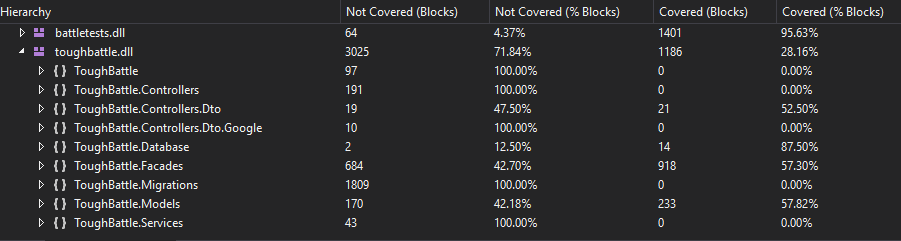 Hierarchy Not Covered (Blocks) Not Covered (% Blocks) Covered (Blocks) Covered (% Blocks)
battletests.dll 64 4.37% 1401 95.63%
toughbattle.dll 3025 71.84% 1186 28.16%
{ } ToughBattle 97 100.00% 0 0.00%
{ } ToughBattle.Controllers 191 100.00% 0 0.00%
{ } ToughBattle.Controllers.Dto 19 47.50% 21 52.50%
{ } ToughBattle.Controllers.Dto.Google 10 100.00% 0 0.00%
{ } ToughBattle.Database 2 12.50% 14 87.50%
{ } ToughBattle.Facades 684 42.70% 918 57.30%
{ } ToughBattle.Migrations 1809 100.00% 0 0.00%
{ } ToughBattle.Models 170 42.18% 233 57.82%
{ } ToughBattle.Services 43 100.00% 0 0.00%